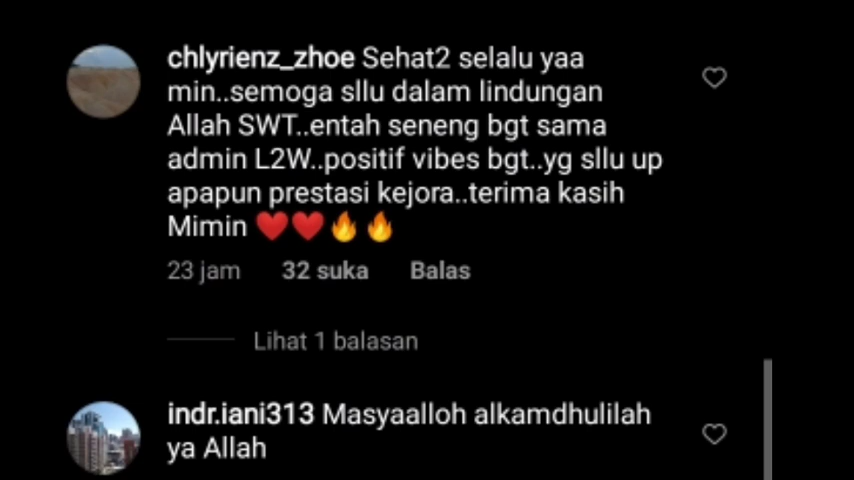 chlyrienz_zhoe Sehat2 selalu yaa
min..semoga sllu dalam lindungan
Allah SWT..entah seneng bgt sama
admin L2W..positif vibes bgt..yg sllu up
apapun prestasi kejora..terima kasih
Mimin ❤️❤️🔥🔥
23 jam 32 suka Balas
Lihat 1 balasan
indr.iani313 Masyaalloh alkamdhulilah
ya Allah